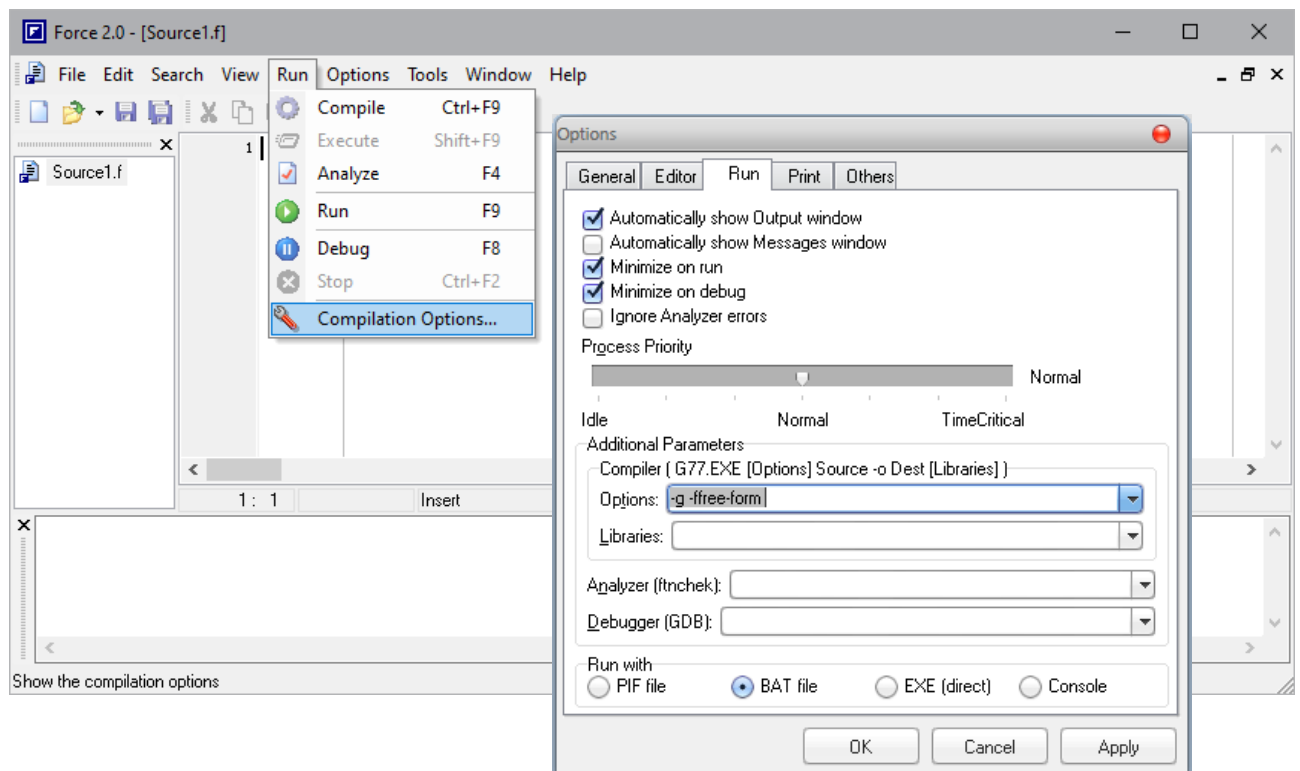 Force 2.0 - [Source1.f]
File Edit Search View Run Options Tools Window Help
Compile Ctrl+F9
Execute Shift+F9
Analyze F4
Run F9
Debug F8
Stop Ctrl+F2
Compilation Options...
Source1.f
1
1: 1 Insert
Show the compilation options
Options
General Editor Run Print Others
Automatically show Output window
Automatically show Messages window
Minimize on run
Minimize on debug
Ignore Analyzer errors
Process Priority
Normal
Idle Normal TimeCritical
Additional Parameters
Compiler ( G77.EXE [Options] Source -o Dest [Libraries] )
Options: -g -ffree-form
Libraries:
Analyzer (ftnchek):
Debugger (GDB):
Run with
PIF file BAT file EXE (direct) Console
OK Cancel Apply